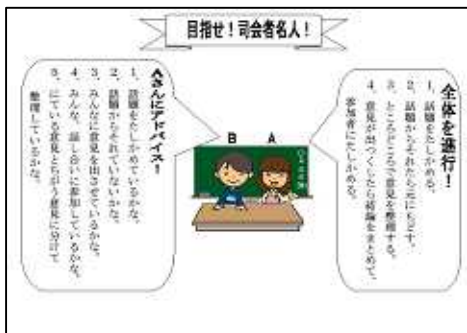 目指せ！司会者名人！
全体を進行！
１、話題をたしかめる。
２、話題からそれたら元にもどす。
３、ところどころで意見を整理する。
４、意見が出つくしたら結論をまとめて、
参加者にたしかめる。
B A
Aさんにアドバイス！
１、話題をたしかめているかな。
２、話題からそれていないかな。
３、みんなに意見を出させているかな。
４、みんな、話し合いに参加しているかな。
５、にている意見とちがう意見に分けて
整理しているかな。